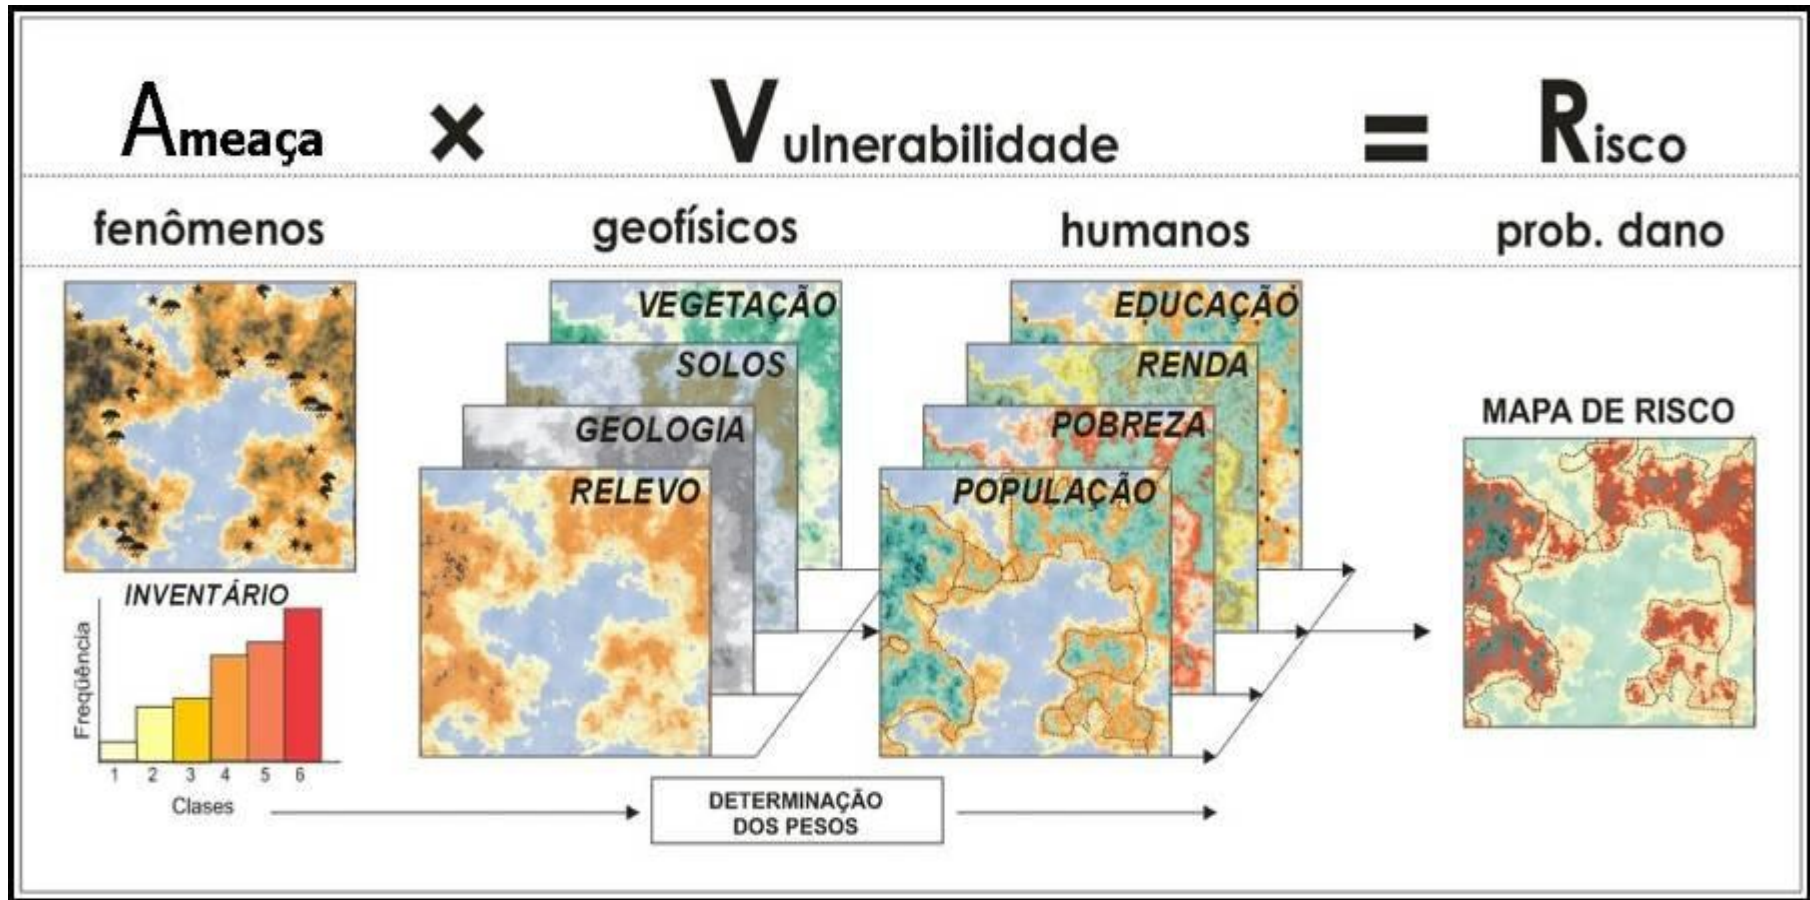 Ameaça × Vulnerabilidade = Risco
fenômenos geofísicos humanos prob. dano
VEGETAÇÃO
SOLOS
GEOLOGIA
RELEVO
EDUCAÇÃO
RENDA
POBREZA
POPULAÇÃO
MAPA DE RISCO
INVENTÁRIO
Freqüência
1 2 3 4 5 6
Clases
DETERMINAÇÃO
DOS PESOS